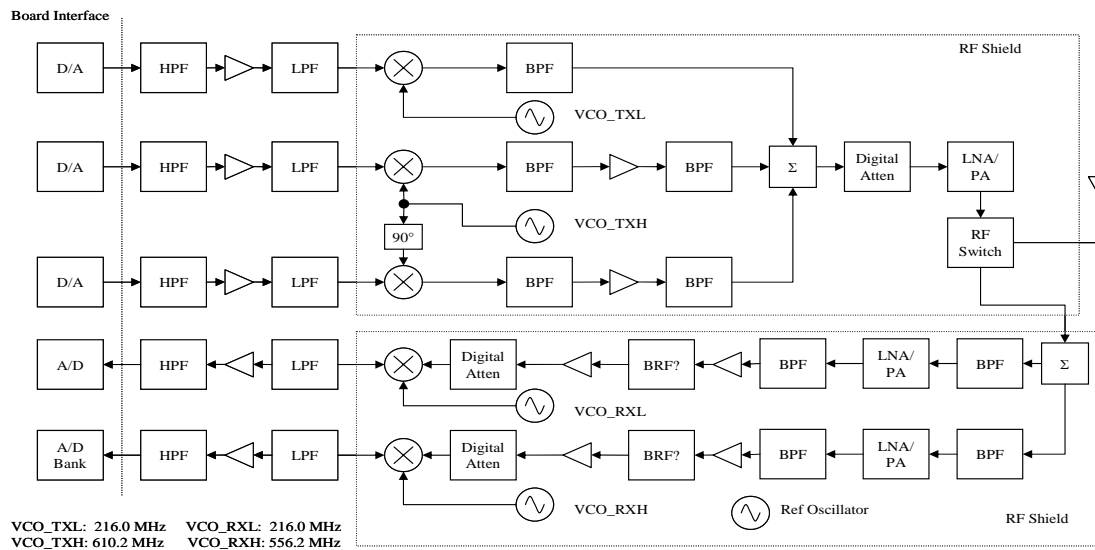 Board Interface
RF Shield
D/A
HPF
LPF
BPF
VCO_TXL
D/A
HPF
LPF
BPF
BPF
Σ
Digital
Atten
LNA/
PA
VCO_TXH
90°
RF
Switch
D/A
HPF
LPF
BPF
BPF
A/D
HPF
LPF
Digital
Atten
BRF?
BPF
LNA/
PA
BPF
Σ
VCO_RXL
A/D
Bank
HPF
LPF
Digital
Atten
BRF?
BPF
LNA/
PA
BPF
VCO_RXH
Ref Oscillator
RF Shield
VCO_TXL: 216.0 MHz VCO_RXL: 216.0 MHz
VCO_TXH: 610.2 MHz VCO_RXH: 556.2 MHz